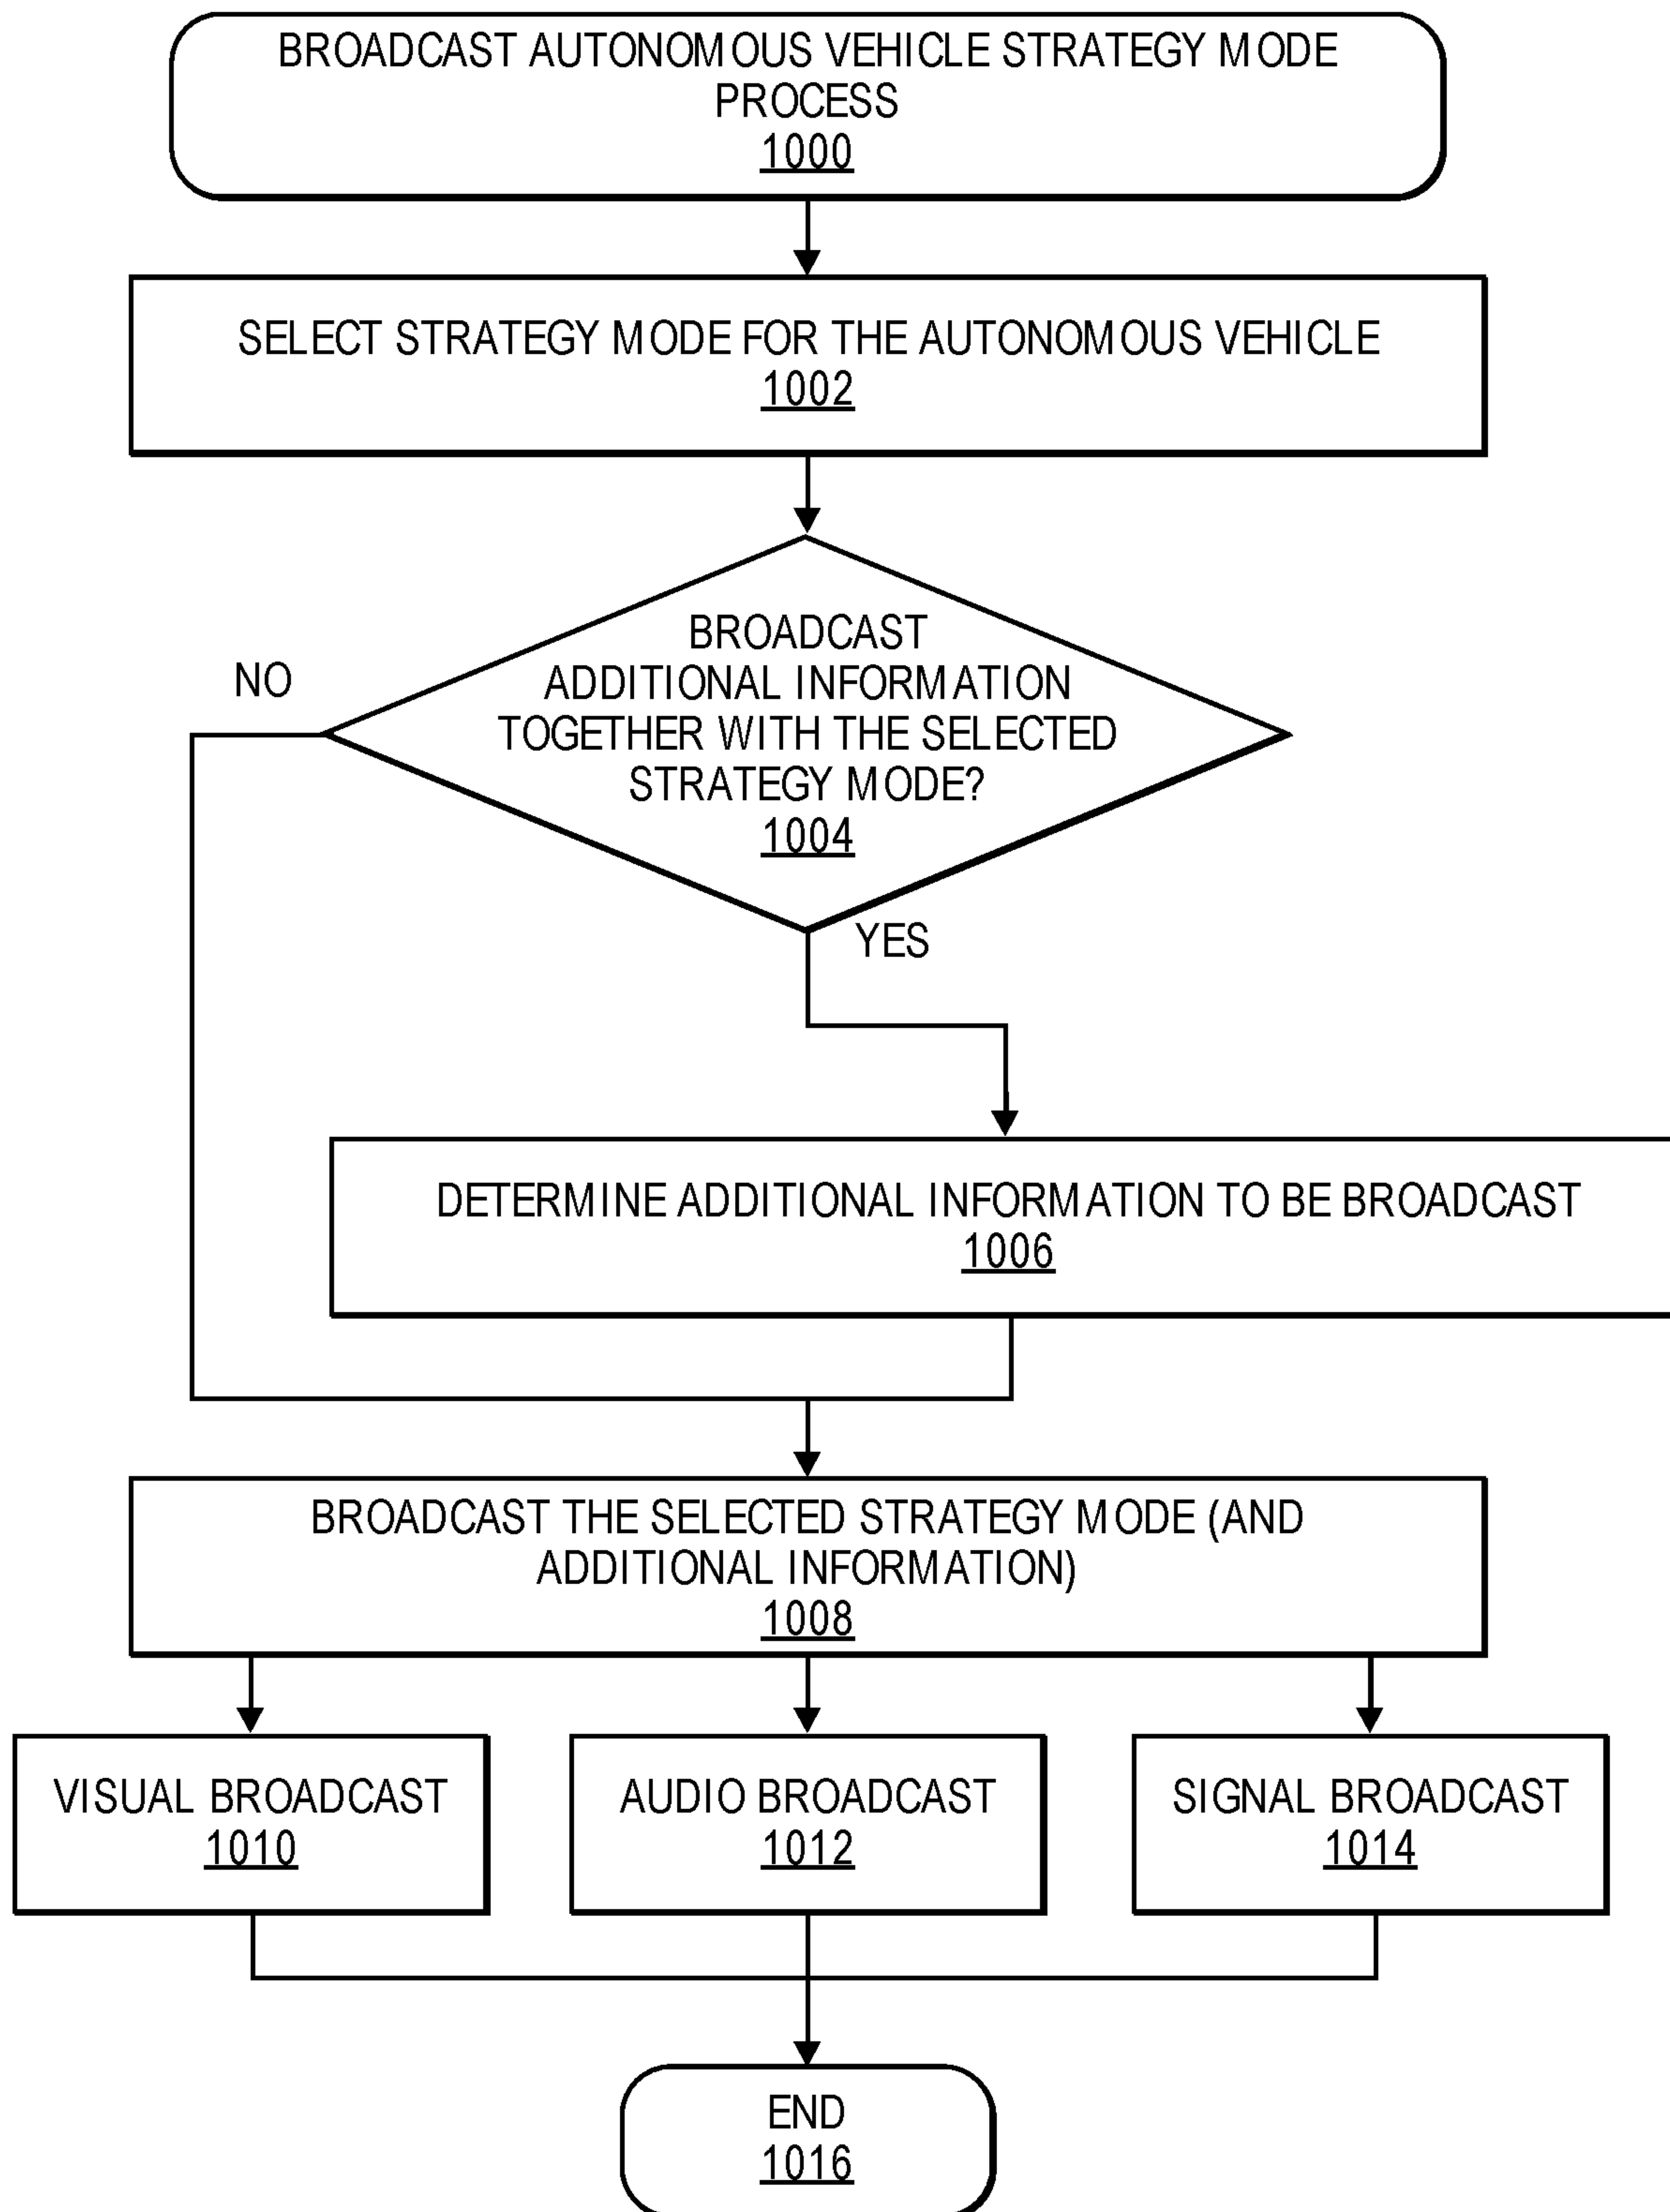 BROADCAST AUTONOMOUS VEHICLE STRATEGY MODE
PROCESS
1000
SELECT STRATEGY MODE FOR THE AUTONOMOUS VEHICLE
1002
BROADCAST
ADDITIONAL INFORMATION
TOGETHER WITH THE SELECTED
STRATEGY MODE?
1004
NO
YES
DETERMINE ADDITIONAL INFORMATION TO BE BROADCAST
1006
BROADCAST THE SELECTED STRATEGY MODE (AND
ADDITIONAL INFORMATION)
1008
VISUAL BROADCAST
1010
AUDIO BROADCAST
1012
SIGNAL BROADCAST
1014
END
1016